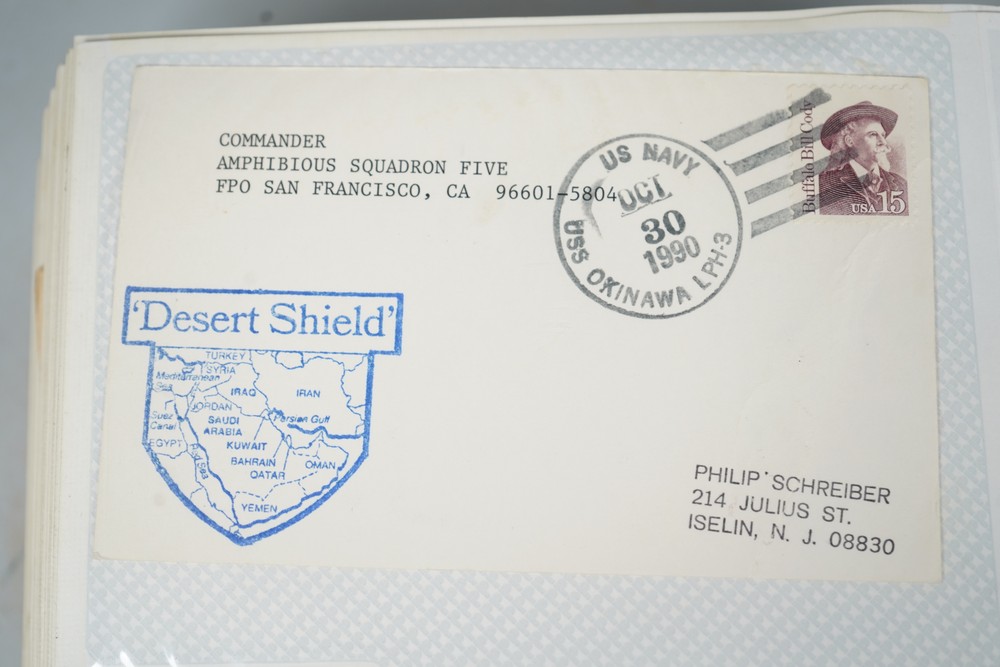 COMMANDER
AMPHIBIOUS SQUADRON FIVE
FPO SAN FRANCISCO, CA 96601-5804
US NAVY
OCT
30
1990
USS OKINAWA LPH-3
Buffalo Bill Cody
USA 15
'Desert Shield'
TURKEY
SYRIA
Mediterranean
Sea
IRAQ
IRAN
JORDAN
Suez
Canal
SAUDI
ARABIA
Persian Gulf
KUWAIT
EGYPT
Red Sea
BAHRAIN
OMAN
QATAR
YEMEN
PHILIP SCHREIBER
214 JULIUS ST.
ISELIN, N. J. 08830